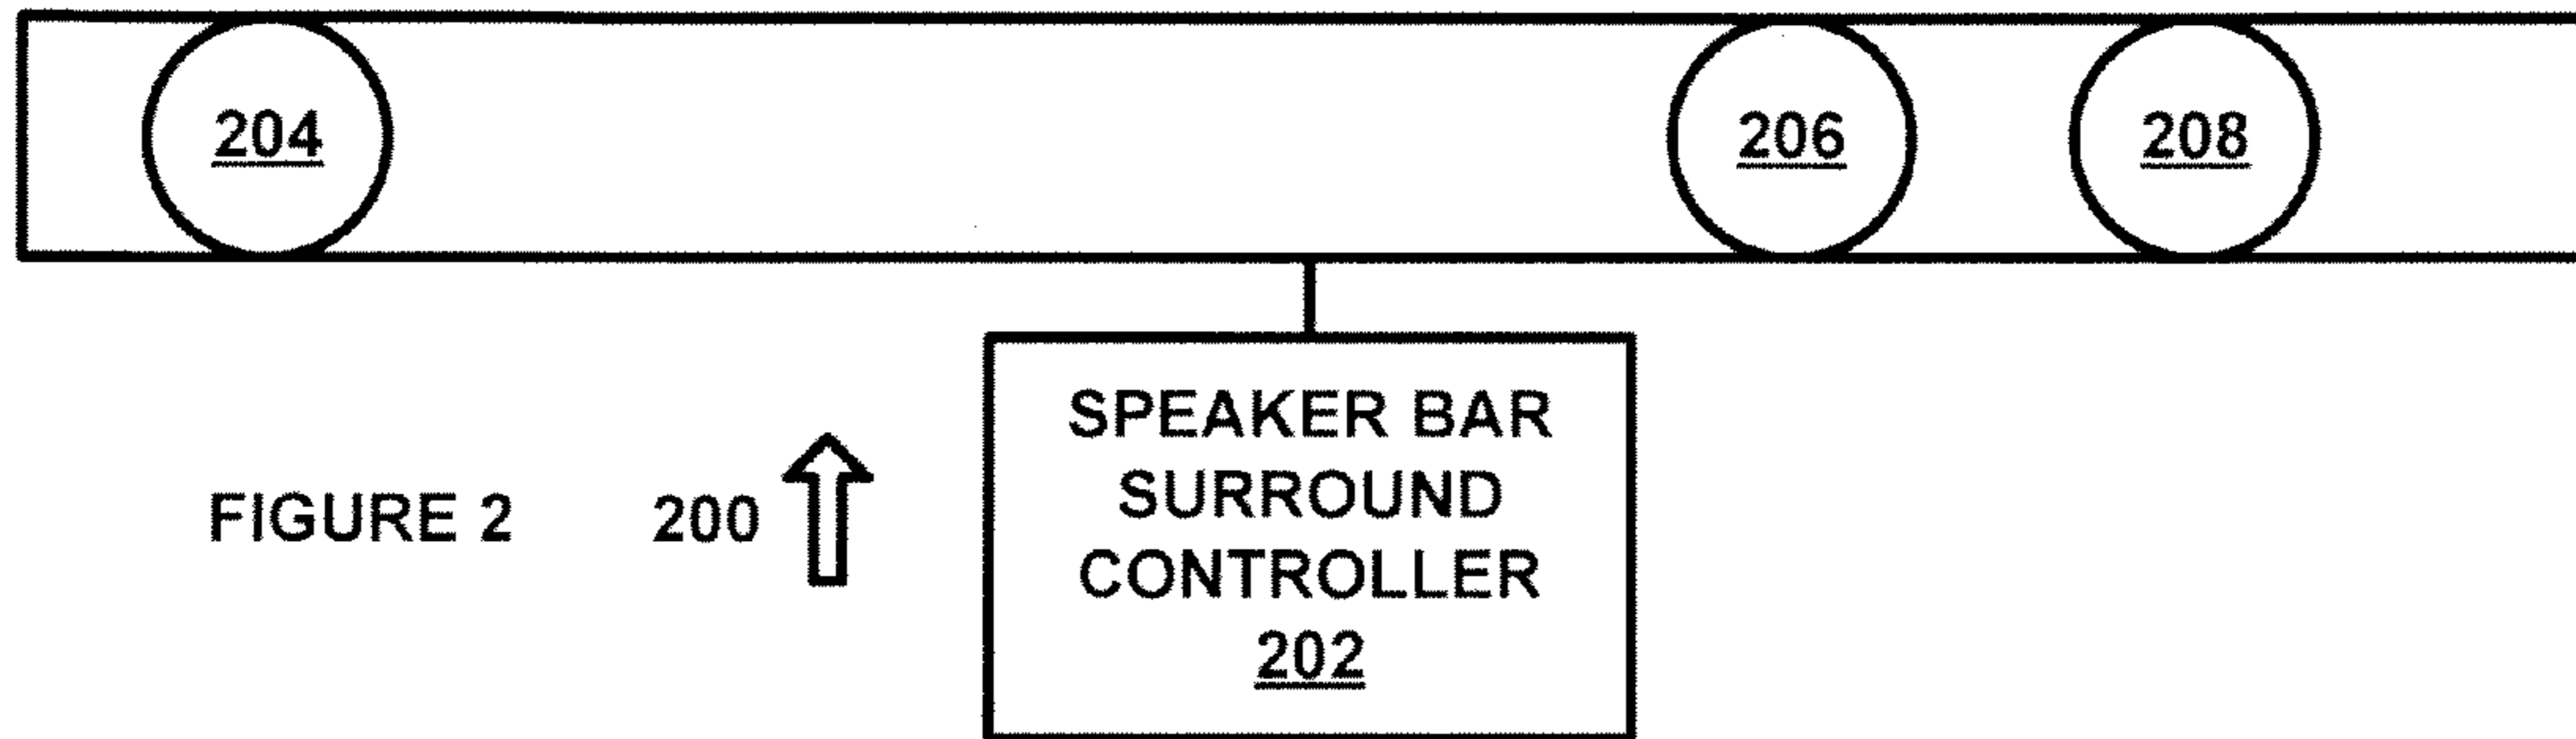 204 206 208
SPEAKER BAR
SURROUND
CONTROLLER
202
FIGURE 2 200